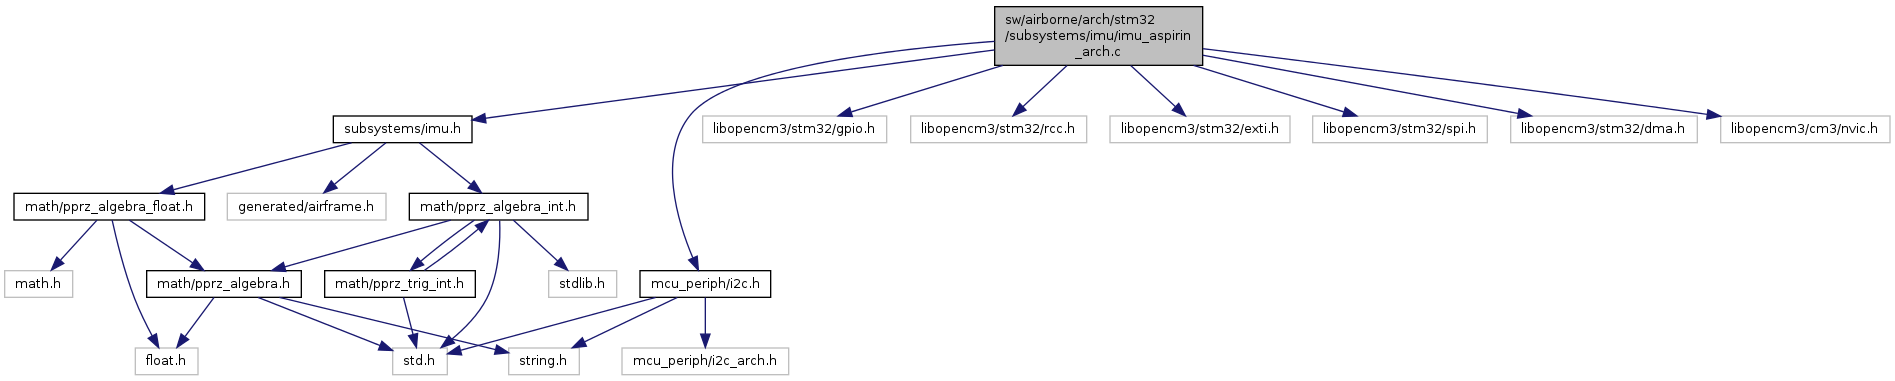 sw/airborne/arch/stm32
/subsystems/imu/imu_aspirin
_arch.c
subsystems/imu.h
libopencm3/stm32/gpio.h
libopencm3/stm32/rcc.h
libopencm3/stm32/exti.h
libopencm3/stm32/spi.h
libopencm3/stm32/dma.h
libopencm3/cm3/nvic.h
math/pprz_algebra_float.h
generated/airframe.h
math/pprz_algebra_int.h
math.h
math/pprz_algebra.h
math/pprz_trig_int.h
stdlib.h
mcu_periph/i2c.h
float.h
std.h
string.h
mcu_periph/i2c_arch.h